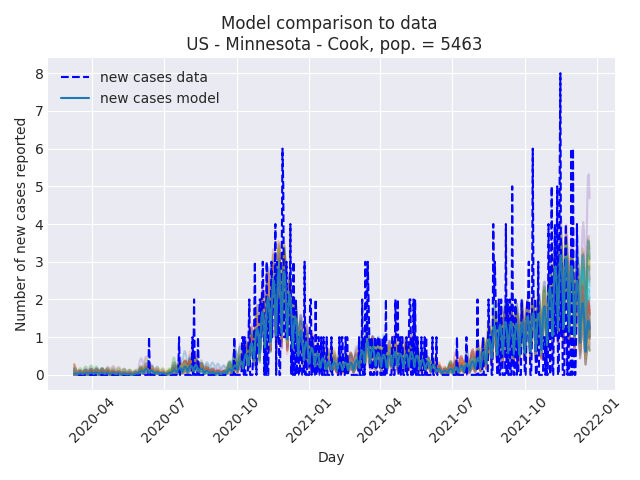 Model comparison to data
US - Minnesota - Cook, pop. = 5463
new cases data
new cases model
Number of new cases reported
8
7
6
5
4
3
2
1
0
2020-04
2020-07
2020-10
2021-01
2021-04
2021-07
2021-10
2022-01
Day